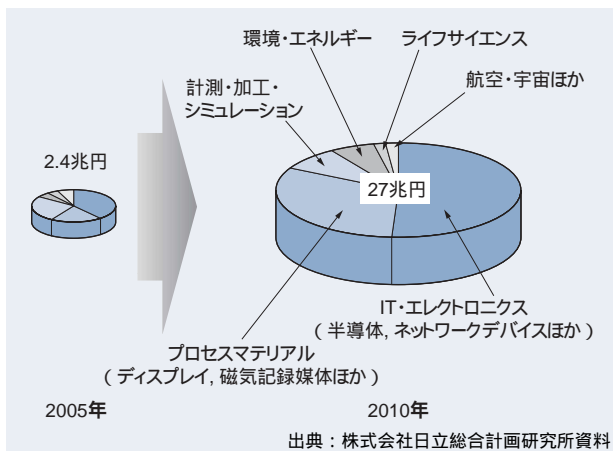 環境・エネルギー
ライフサイエンス
航空・宇宙ほか
計測・加工・
シミュレーション
2.4兆円
27兆円
IT・エレクトロニクス
(半導体, ネットワークデバイスほか)
プロセスマテリアル
(ディスプレイ, 磁気記録媒体ほか)
2005年
2010年
出典:株式会社日立総合計画研究所資料